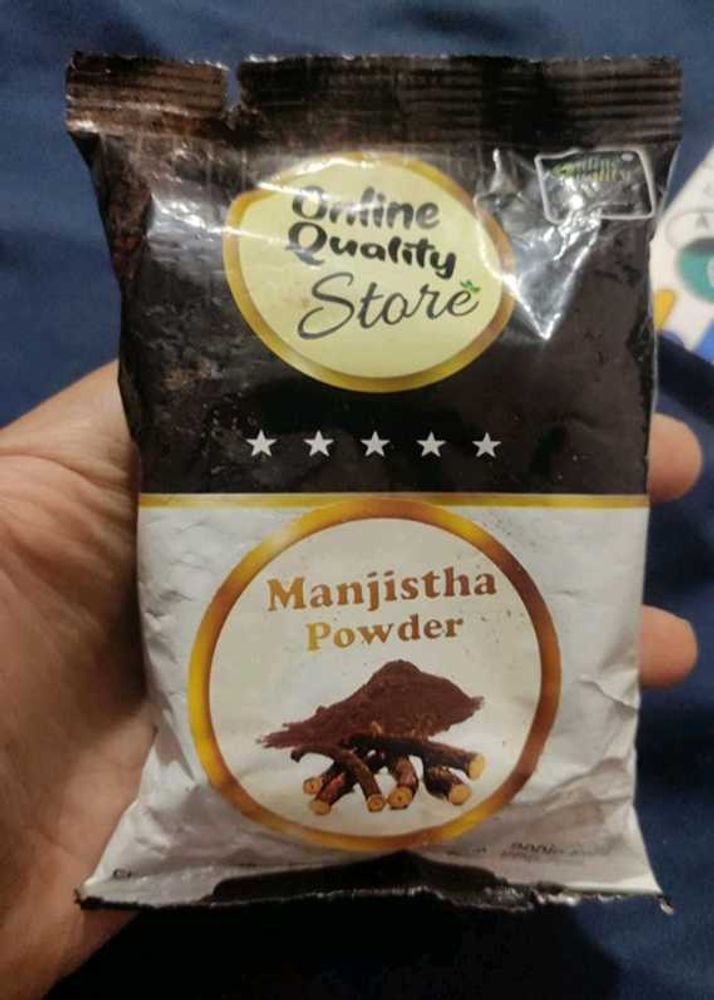 Online
Quality
Store
Manjistha
Powder